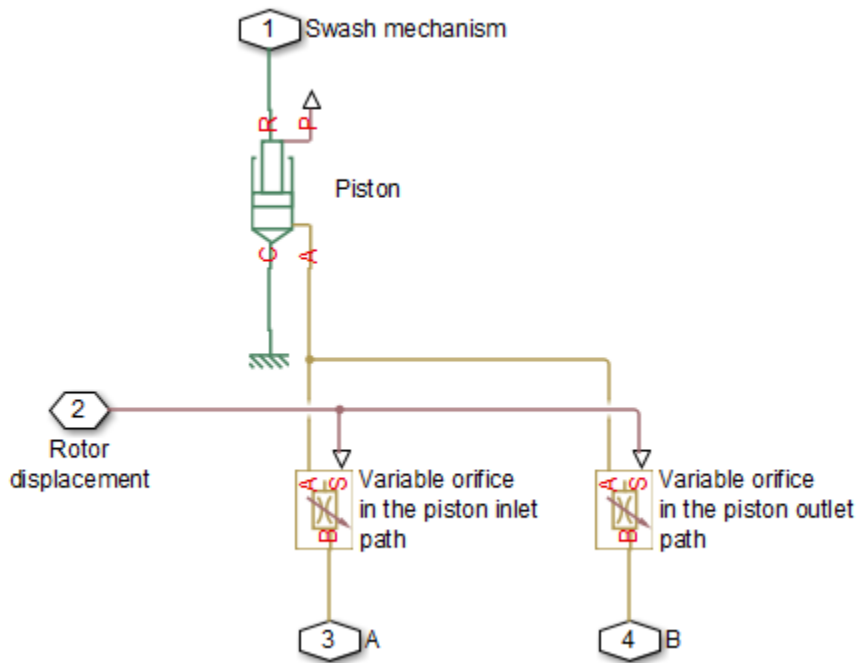 1 Swash mechanism
R P
Piston
C A
2
Rotor
displacement
A S Variable orifice
in the piston inlet
B path
A S Variable orifice
in the piston outlet
B path
3 A
4 B